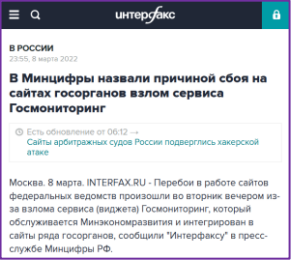 интерфакс
В РОССИИ
23:55, 8 марта 2022
В Минцифры назвали причиной сбоя на
сайтах госорганов взлом сервиса
Госмониторинг
Есть обновление от 06:12 →
Сайты арбитражных судов России подверглись хакерской
атаке
Москва. 8 марта. INTERFAX.RU - Перебои в работе сайтов
федеральных ведомств произошли во вторник вечером из-
за взлома сервиса (виджета) Госмониторинг, который
обслуживается Минэкономразвития и интегрирован в
сайты ряда госорганов, сообщили "Интерфаксу" в пресс-
службе Минцифры РФ.